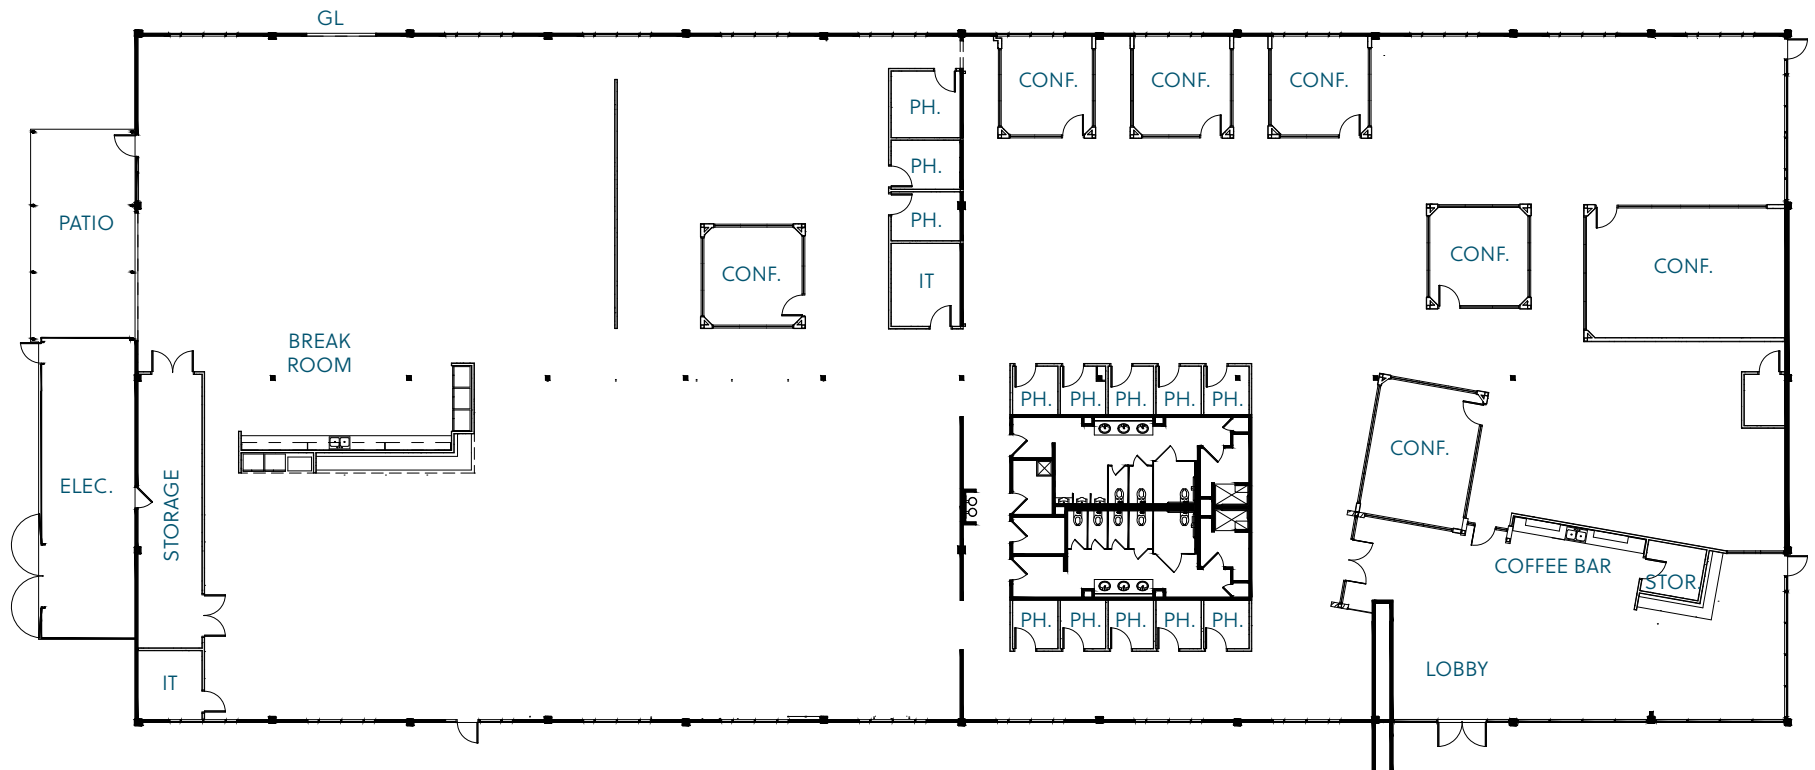 GL
CONF.
CONF.
CONF.
PH.
PH.
PH.
PATIO
CONF.
CONF.
CONF.
IT
BREAK
ROOM
PH.
PH.
PH.
PH.
PH.
CONF.
ELEC.
STORAGE
COFFEE BAR
STOR.
PH.
PH.
PH.
PH.
PH.
LOBBY
IT